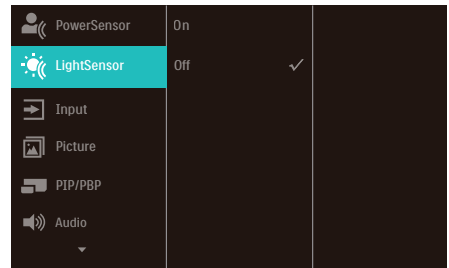 PowerSensor
On
LightSensor
Off
Input
Picture
PIP/PBP
Audio